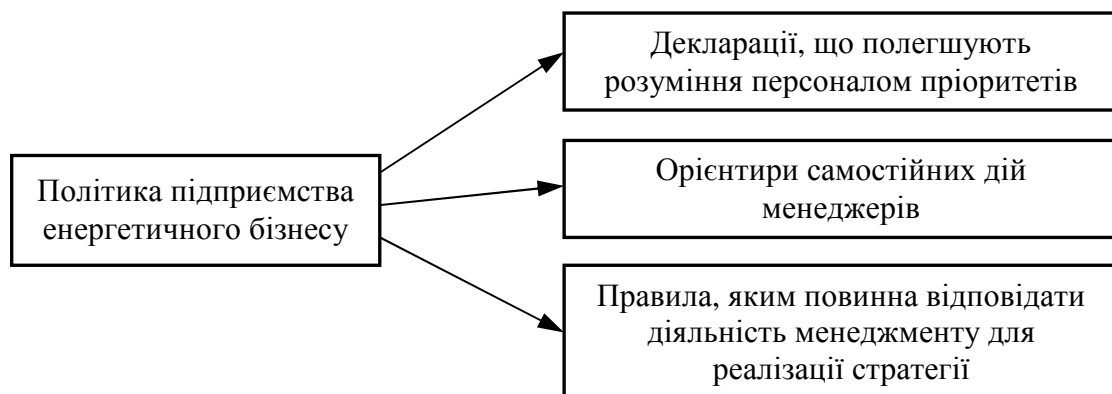 Декларації, що полегшують
розуміння персоналом пріоритетів
Політика підприємства
енергетичного бізнесу
Орієнтири самостійних дій
менеджерів
Правила, яким повинна відповідати
діяльність менеджменту для
реалізації стратегії